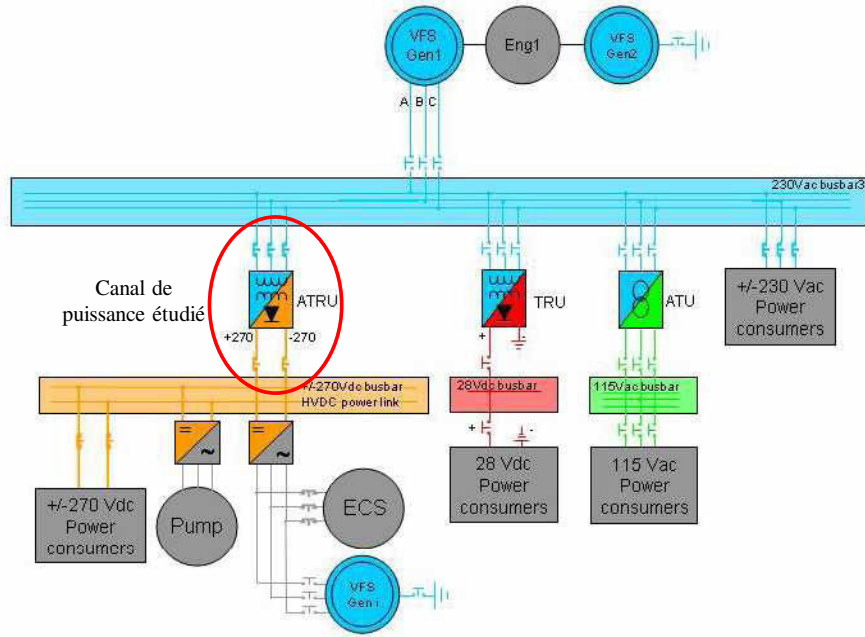 VFS
Gen1
Eng1
VFS
Gen2
A B C
230Vac busbar3
Canal de
puissance étudié
ATRU
+270
-270
TRU
+
-
ATU
+/-230 Vac
Power
consumers
+/-270Vdc busbar
HVDC power link
28Vdc busbar
115Vac busbar
=
~
=
~
+
-
+/-270 Vdc
Power
consumers
Pump
ECS
28 Vdc
Power
consumers
115 Vac
Power
consumers
VFS
Gen i